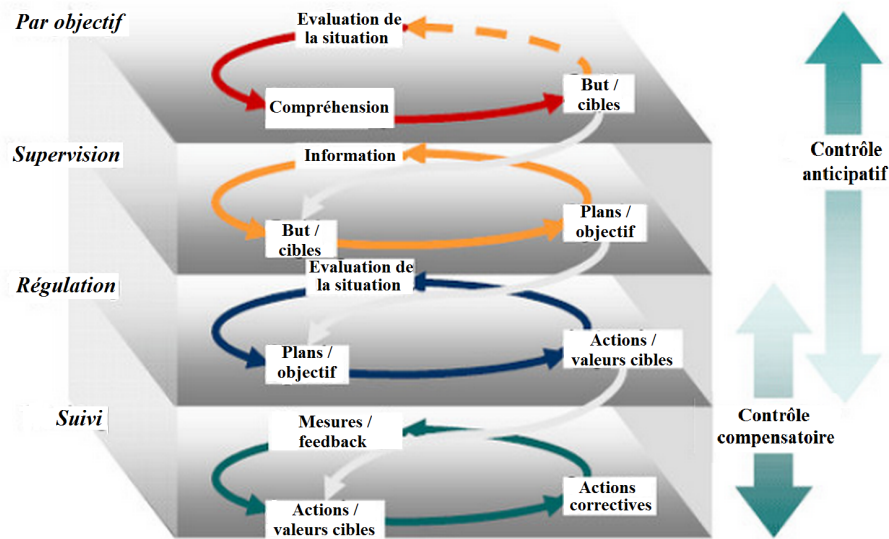 Par objectif
Evaluation de
la situation
Compréhension
But /
cibles
Supervision
Information
But /
cibles
Plans /
objectif
Régulation
Evaluation de
la situation
Plans /
objectif
Actions /
valeurs cibles
Suivi
Mesures /
feedback
Actions /
valeurs cibles
Actions
correctives
Contrôle
anticipatif
Contrôle
compensatoire